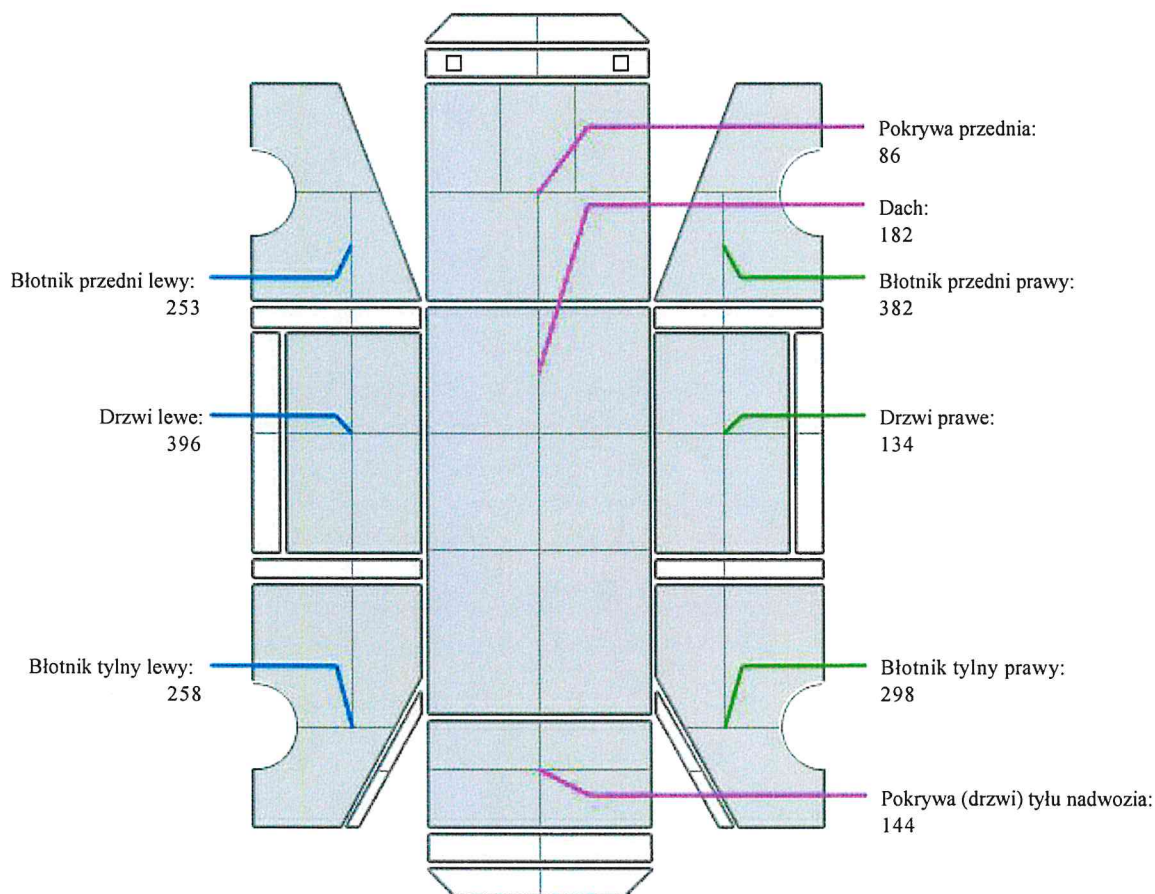 Pokrywa przednia:
86
Dach:
182
Błotnik przedni lewy:
253
Błotnik przedni prawy:
382
Drzwi lewe:
396
Drzwi prawe:
134
Błotnik tylny lewy:
258
Błotnik tylny prawy:
298
Pokrywa (drzwi) tyłu nadwozia:
144